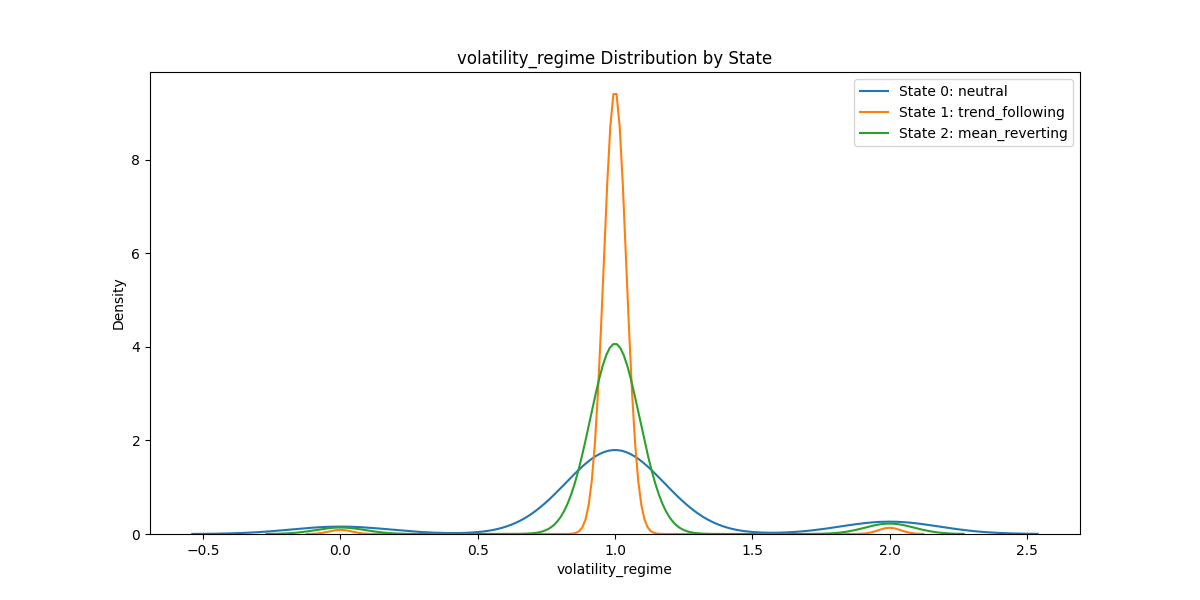 volatility_regime Distribution by State
State 0: neutral
State 1: trend_following
State 2: mean_reverting
Density
8
6
4
2
0
−0.5 0.0 0.5 1.0 1.5 2.0 2.5
volatility_regime